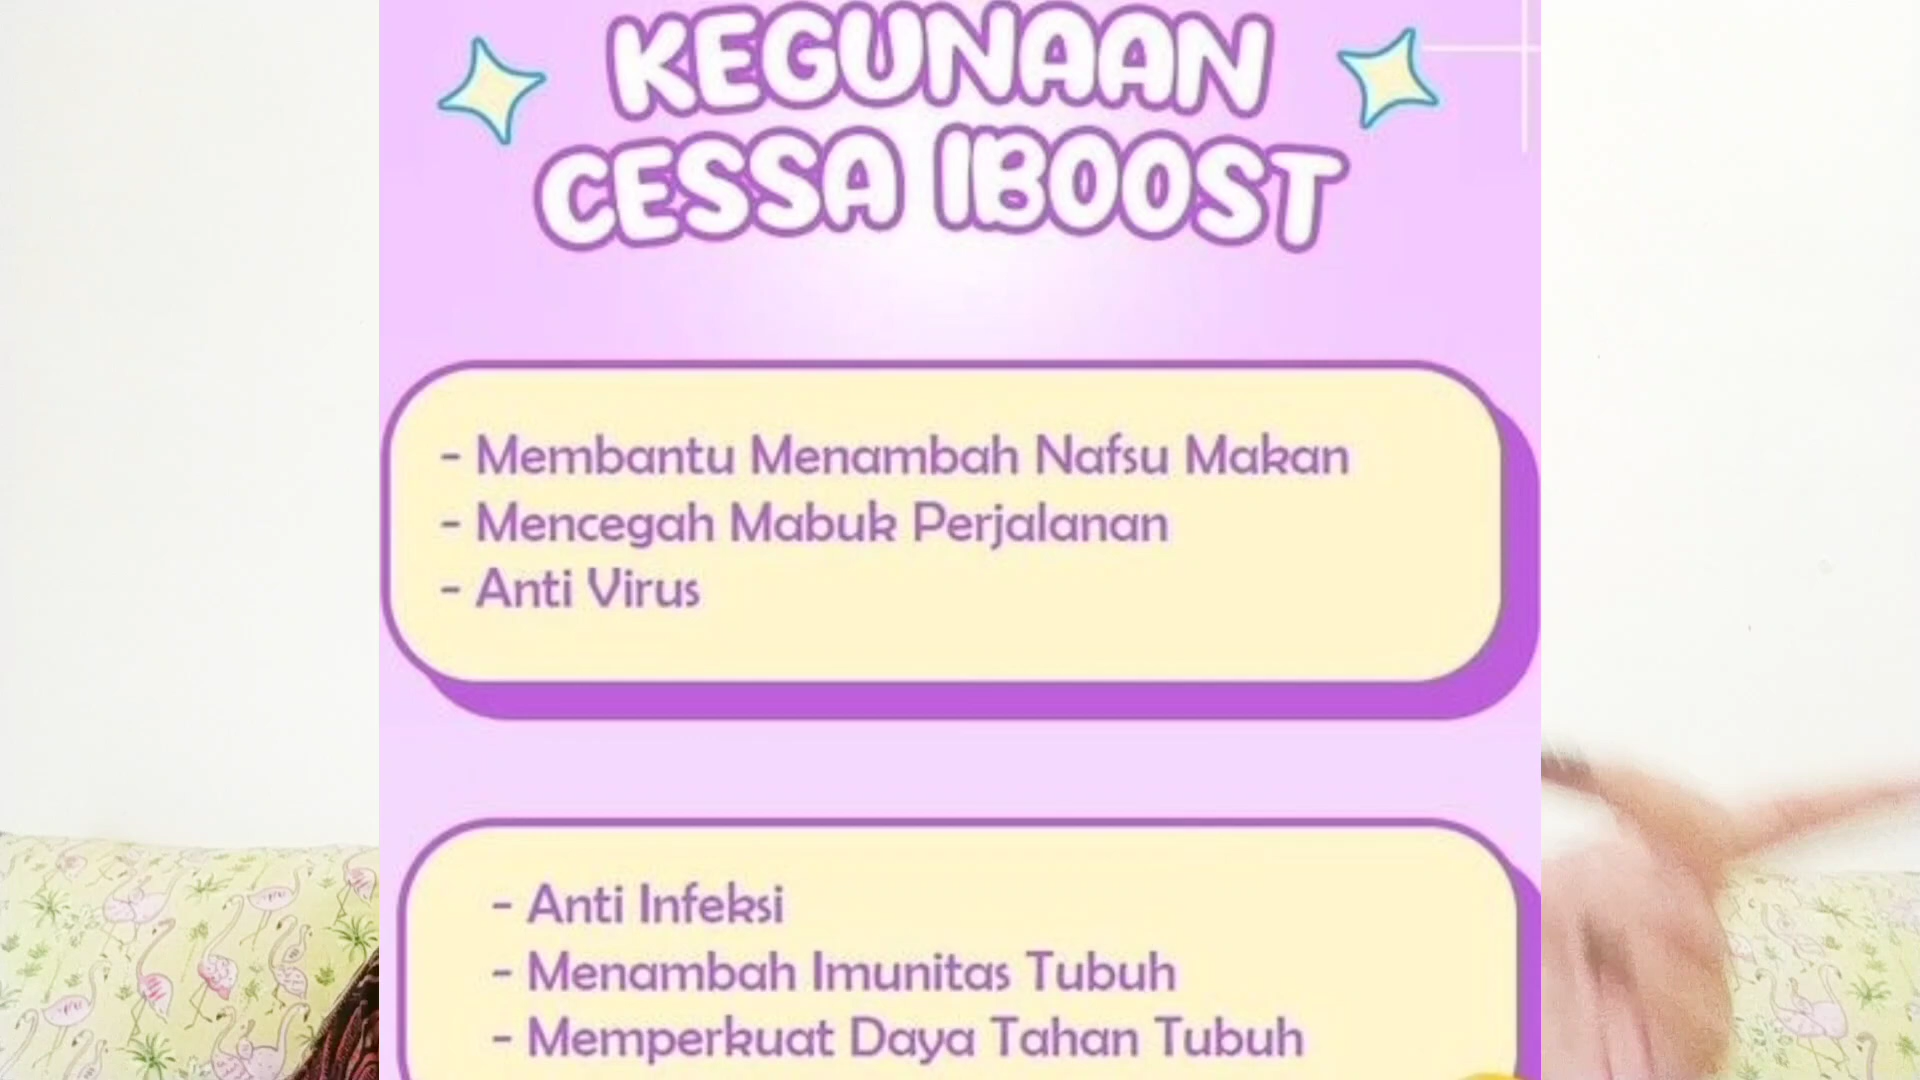 KEGUNAAN
CESSA IBOOST
- Membantu Menambah Nafsu Makan
- Mencegah Mabuk Perjalanan
- Anti Virus
- Anti Infeksi
- Menambah Imunitas Tubuh
- Memperkuat Daya Tahan Tubuh